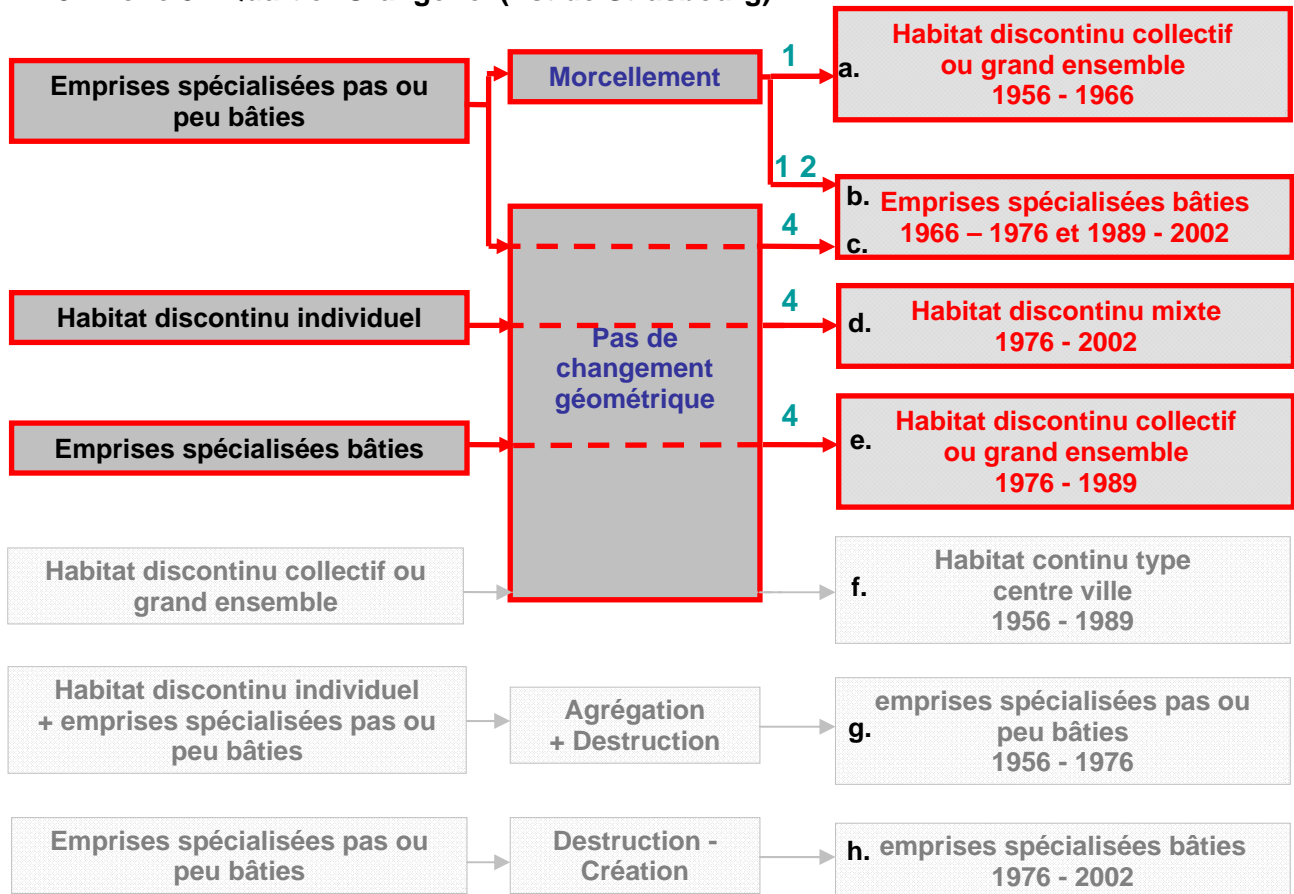 Emprises spécialisées pas ou
peu bâties
Morcellement
1
a.
Habitat discontinu collectif
ou grand ensemble
1956 - 1966
1 2
b.
Emprises spécialisées bâties
1966 – 1976 et 1989 - 2002
4
c.
Habitat discontinu individuel
Pas de
changement
géométrique
4
d.
Habitat discontinu mixte
1976 - 2002
Emprises spécialisées bâties
4
e.
Habitat discontinu collectif
ou grand ensemble
1976 - 1989
Habitat discontinu collectif ou
grand ensemble
f.
Habitat continu type
centre ville
1956 - 1989
Habitat discontinu individuel
+ emprises spécialisées pas ou
peu bâties
Agrégation
+ Destruction
g.
emprises spécialisées pas ou
peu bâties
1956 - 1976
Emprises spécialisées pas ou
peu bâties
Destruction -
Création
h.
emprises spécialisées bâties
1976 - 2002